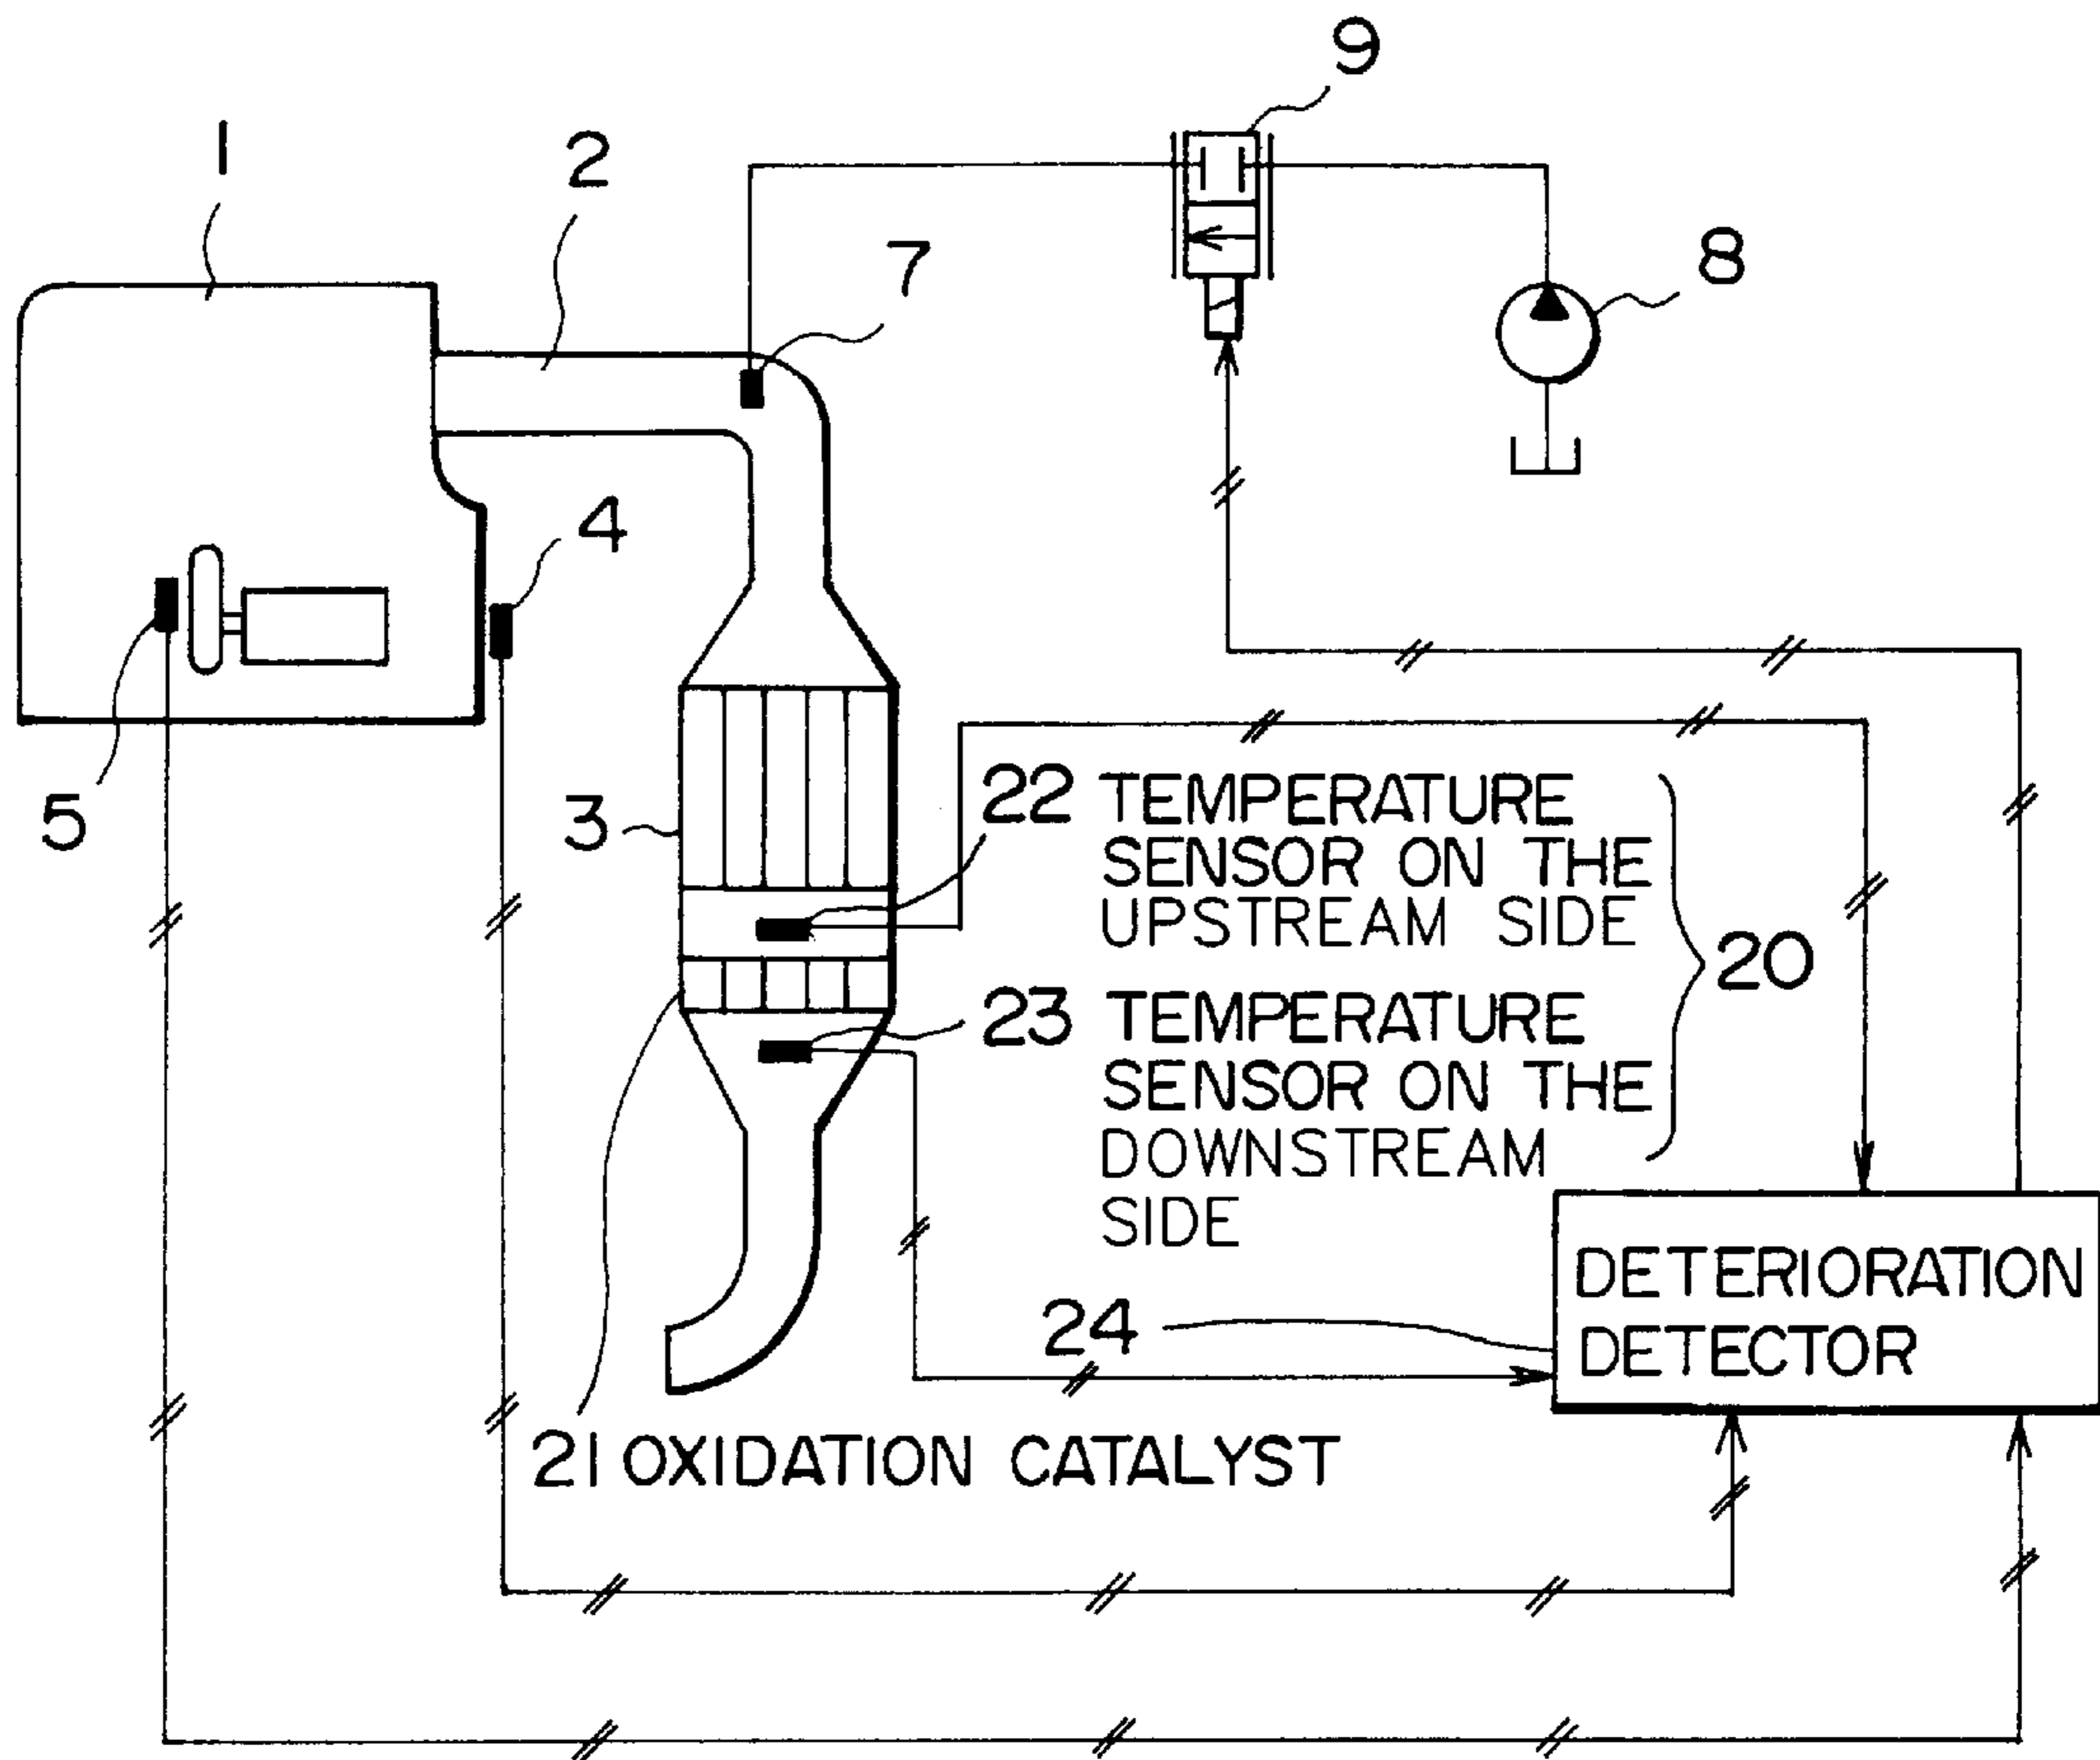 9
1
2
7
8
4
5
3
22 TEMPERATURE
SENSOR ON THE
UPSTREAM SIDE
20
23 TEMPERATURE
SENSOR ON THE
DOWNSTREAM
SIDE
24
DETERIORATION
DETECTOR
21 OXIDATION CATALYST